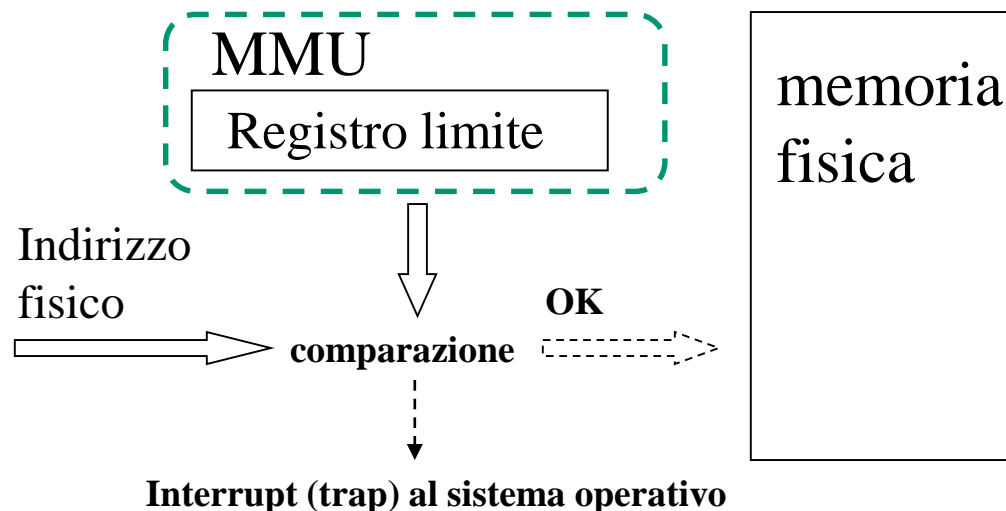 MMU
Registro limite
memoria
fisica
Indirizzo
fisico
OK
comparazione
Interrupt (trap) al sistema operativo